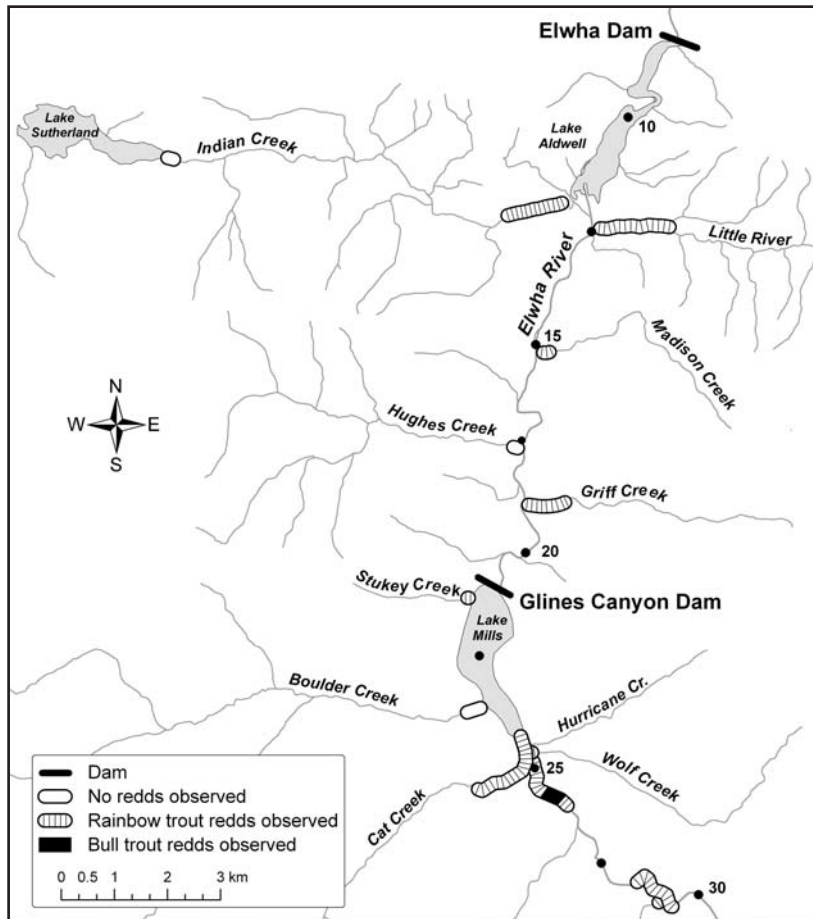 Elwha Dam
Lake
Sutherland
Indian Creek
Lake
Aldwell
10
Little River
Elwha River
15
Madison Creek
N
W E
S
Hughes Creek
Griff Creek
20
Stukey Creek
Glines Canyon Dam
Lake
Mills
Boulder Creek
Hurricane Cr.
25
Wolf Creek
Cat Creek
30
Dam
No redds observed
Rainbow trout redds observed
Bull trout redds observed
0 0.5 1 2 3 km